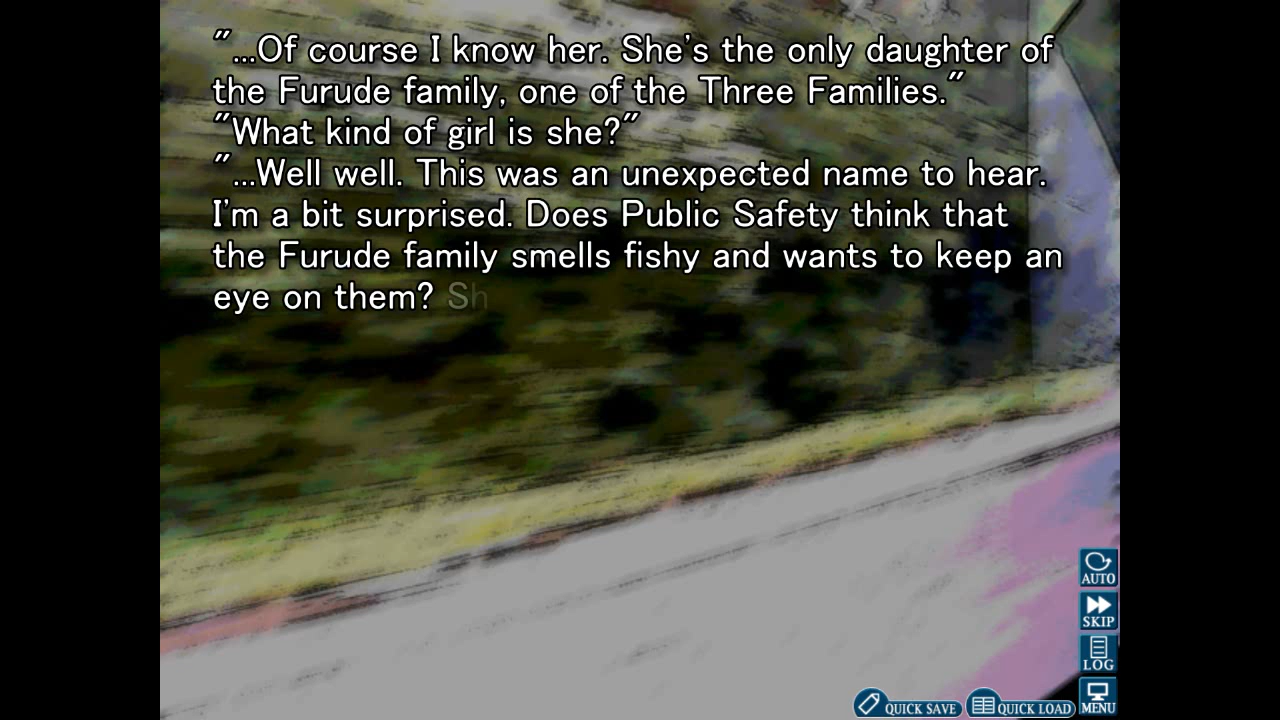 "...Of course I know her. She's the only daughter of
the Furude family, one of the Three Families."
"What kind of girl is she?"
"...Well well. This was an unexpected name to hear.
I'm a bit surprised. Does Public Safety think that
the Furude family smells fishy and wants to keep an
eye on them? Sh
AUTO
SKIP
LOG
QUICK SAVE
QUICK LOAD
MENU